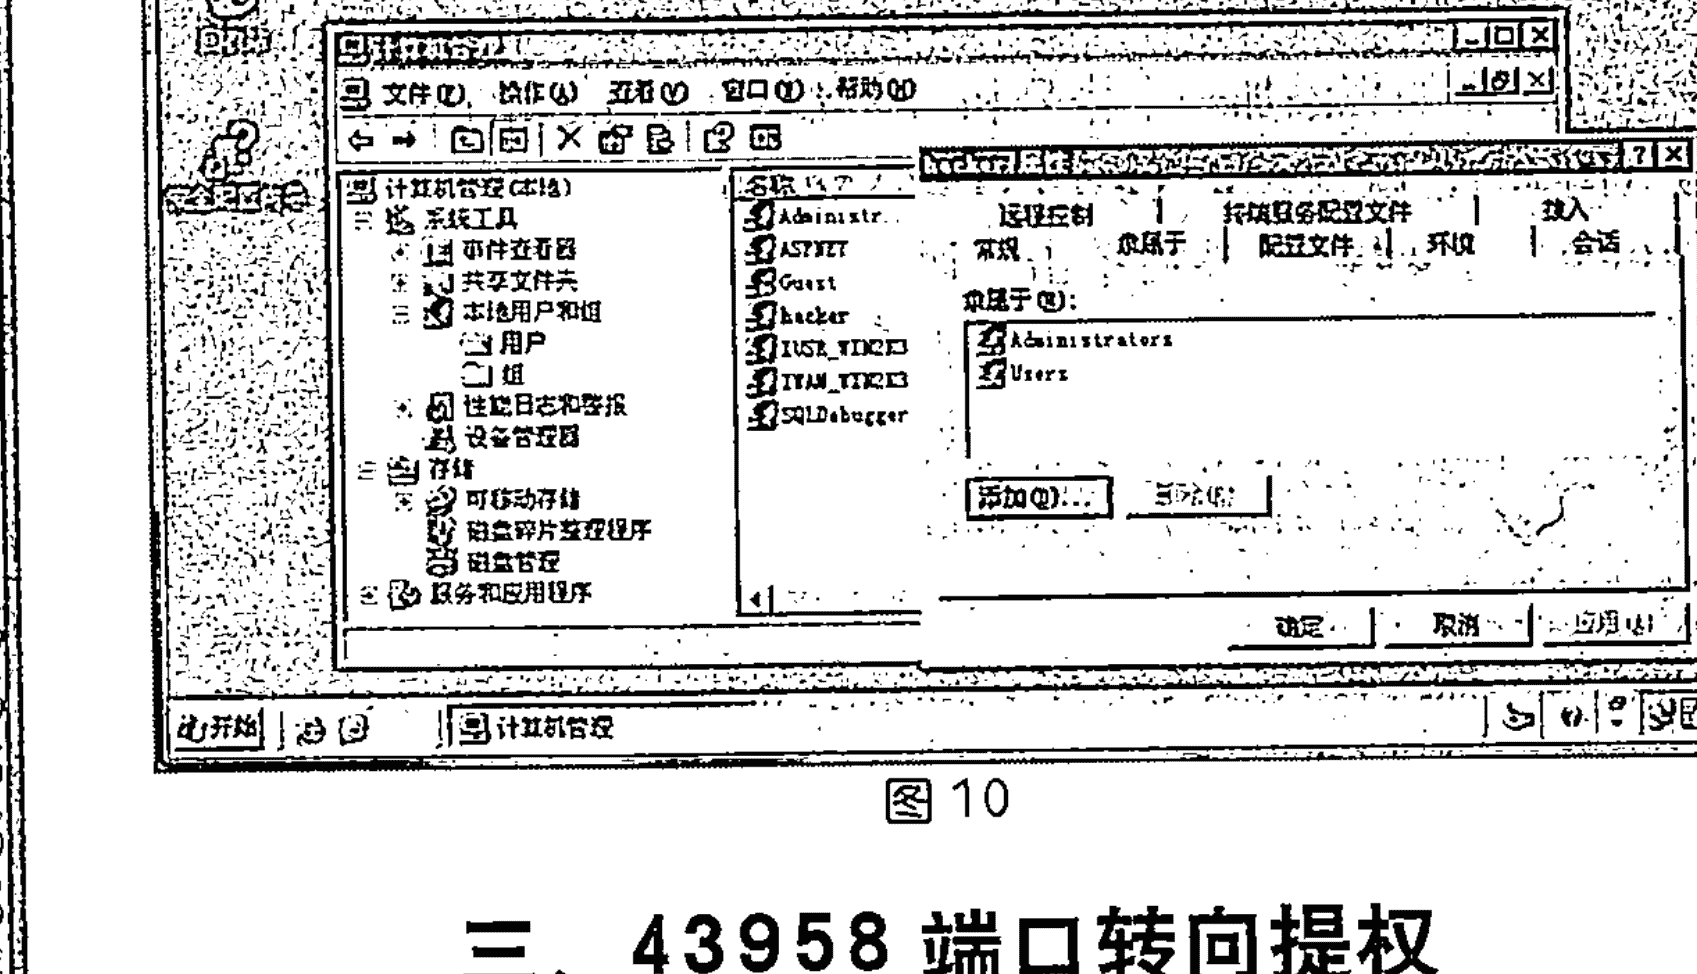 计算机管理
文件(F) 操作(A) 查看(V) 窗口(W) 帮助(H)
hacker 属性
计算机管理(本地)
系统工具
事件查看器
共享文件夹
本地用户和组
用户
组
性能日志和警报
设备管理器
存储
可移动存储
磁盘碎片整理程序
磁盘管理
服务和应用程序
名称
Administr...
ASPNET
Guest
hacker
IUSR_WIN2K3
IWAM_WIN2K3
SQLDebugger
远程控制 终端服务配置文件 拨入
常规 隶属于 配置文件 环境 会话
隶属于(M):
Administrators
Users
添加(D)... 删除(R)
确定 取消 应用(A)
开始 计算机管理
图 10
三、43958 端口转向提权